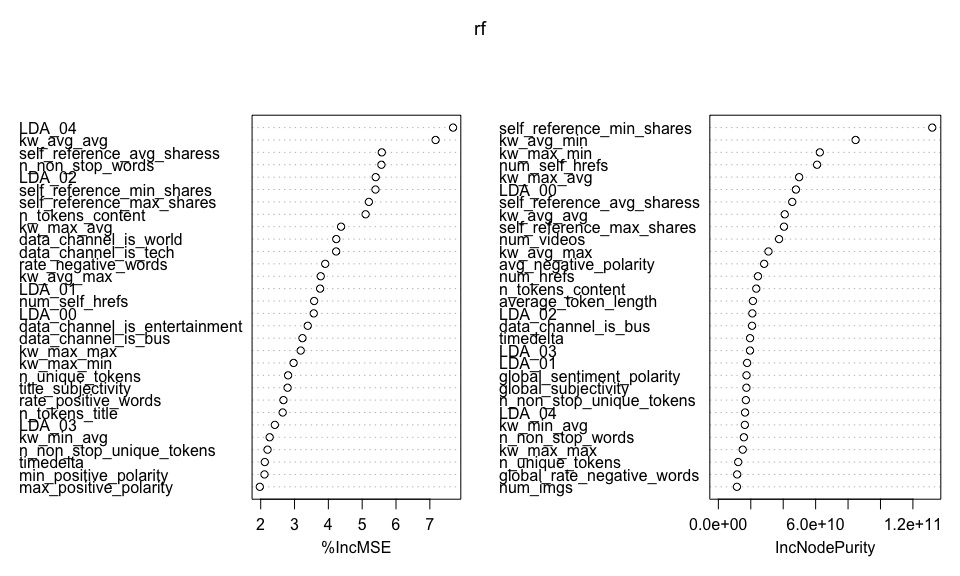 rf
LDA_04
kw_avg_avg
self_reference_avg_sharess
n_non_stop_words
LDA_02
self_reference_min_shares
self_reference_max_shares
n_tokens_content
kw_max_avg
data_channel_is_world
data_channel_is_tech
rate_negative_words
kw_avg_max
LDA_01
num_self_hrefs
LDA_00
data_channel_is_entertainment
data_channel_is_bus
kw_max_max
kw_max_min
n_unique_tokens
title_subjectivity
rate_positive_words
n_tokens_title
LDA_03
kw_min_avg
n_non_stop_unique_tokens
timedelta
min_positive_polarity
max_positive_polarity
2 3 4 5 6 7
%IncMSE
self_reference_min_shares
kw_avg_min
kw_max_min
num_self_hrefs
kw_max_avg
LDA_00
self_reference_avg_sharess
kw_avg_avg
self_reference_max_shares
num_videos
kw_avg_max
avg_negative_polarity
num_hrefs
n_tokens_content
average_token_length
LDA_02
data_channel_is_bus
timedelta
LDA_03
LDA_01
global_sentiment_polarity
global_subjectivity
n_non_stop_unique_tokens
LDA_04
kw_min_avg
n_non_stop_words
kw_max_max
n_unique_tokens
global_rate_negative_words
num_imgs
0.0e+00 6.0e+10 1.2e+11
IncNodePurity